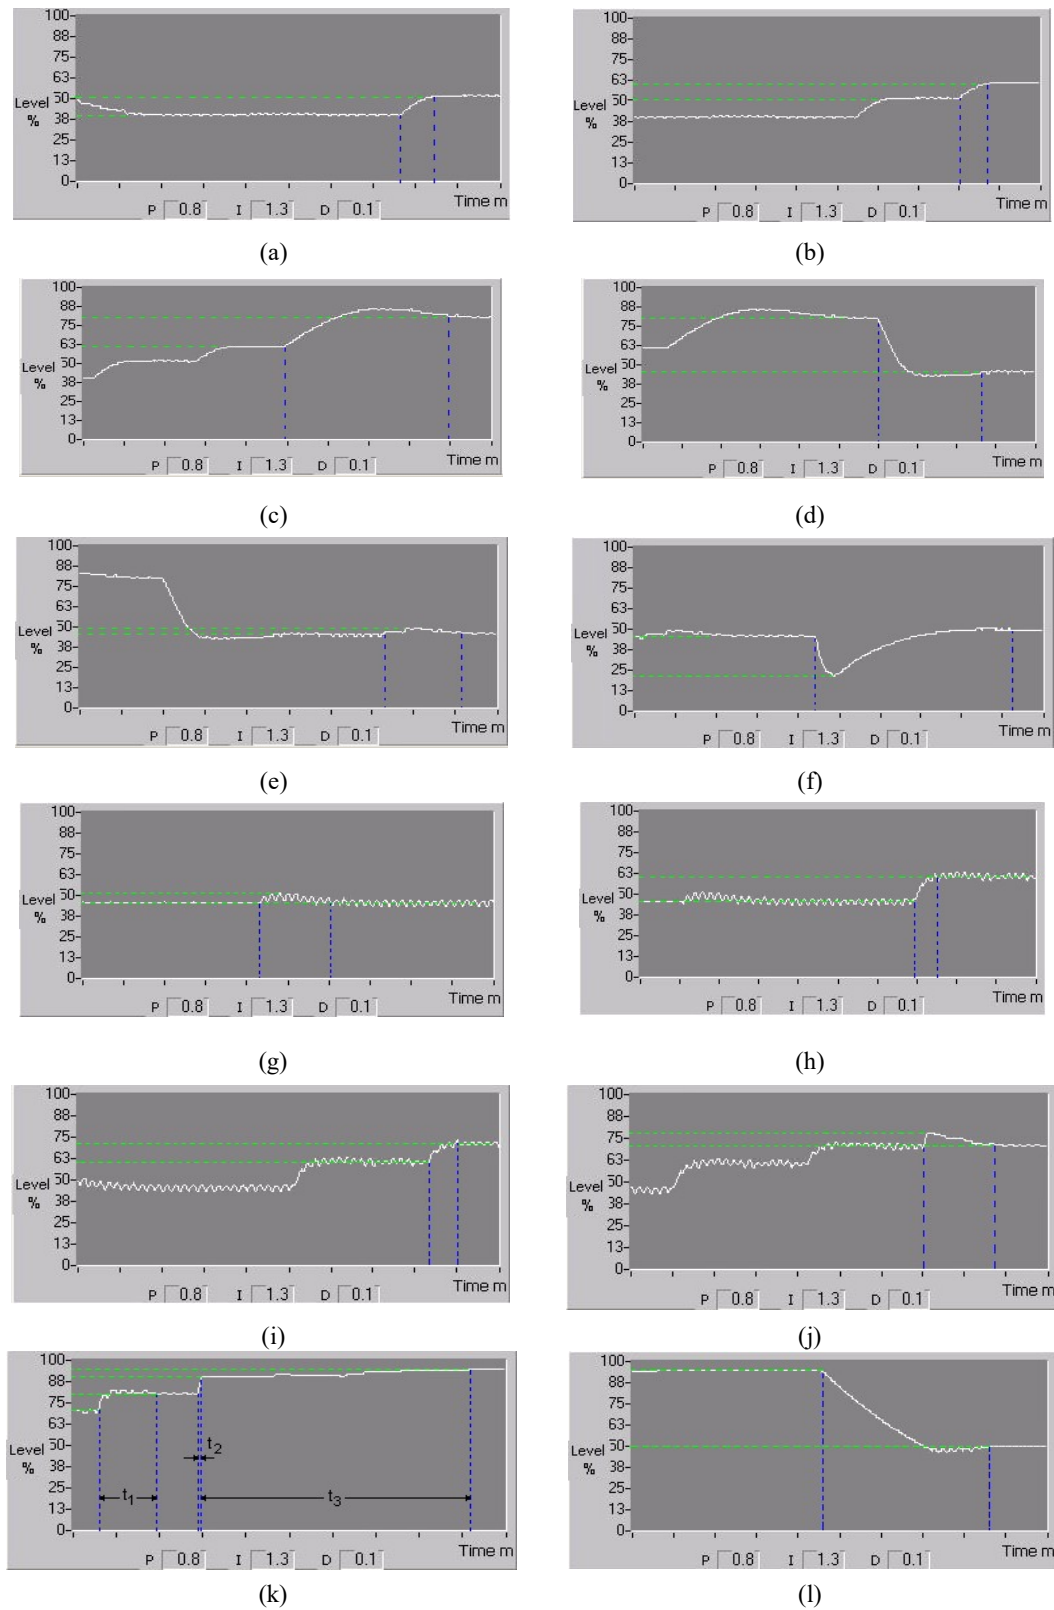 100-
88-
75-
63-
Level 50-
% 38-
25-
13-
0-
Time m
P 0.8 I 1.3 D 0.1
(a)
100-
88-
75-
63-
Level 50-
% 38-
25-
13-
0-
Time m
P 0.8 I 1.3 D 0.1
(b)
100-
88-
75-
63-
50-
Level
% 38-
25-
13-
0-
Time m
P 0.8 I 1.3 D 0.1
(c)
100-
88-
75-
63-
50-
Level
% 38-
25-
13-
0-
Time m
P 0.8 I 1.3 D 0.1
(d)
100-
88-
75-
63-
Level 50-
% 38-
25-
13-
0-
Time m
P 0.8 I 1.3 D 0.1
(e)
100-
88-
75-
63-
Level 50-
% 38-
25-
13-
0-
Time m
P 0.8 I 1.3 D 0.1
(f)
100-
88-
75-
63-
Level 50-
% 38-
25-
13-
0-
Time m
P 0.8 I 1.3 D 0.1
(g)
100-
88-
75-
63-
Level 50-
% 38-
25-
13-
0-
Time m
P 0.8 I 1.3 D 0.1
(h)
100-
88-
75-
63-
Level 50-
% 38-
25-
13-
0-
Time m
P 0.8 I 1.3 D 0.1
(i)
100-
88-
75-
63-
Level 50-
% 38-
25-
13-
0-
Time m
P 0.8 I 1.3 D 0.1
(j)
100-
88-
75-
63-
Level 50-
% 38-
25-
13-
0-
t1
t2
t3
Time m
P 0.8 I 1.3 D 0.1
(k)
100-
88-
75-
63-
Level 50-
% 38-
25-
13-
0-
Time m
P 0.8 I 1.3 D 0.1
(l)